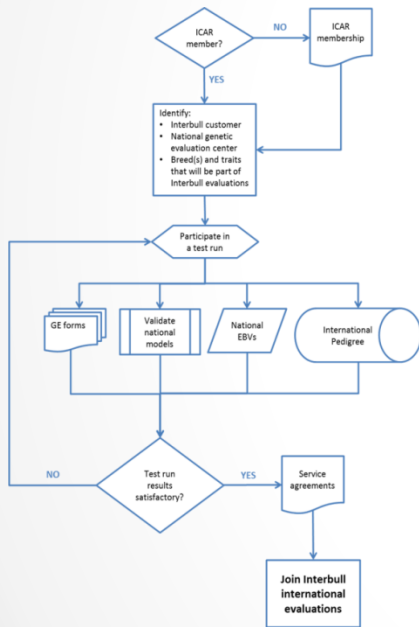 ICAR
member?
NO
ICAR
membership
YES
Identify:
• Interbull customer
• National genetic
evaluation center
• Breed(s) and traits
that will be part of
Interbull evaluations
Participate in
a test run
GE forms
Validate
national
models
National
EBVs
International
Pedigree
NO
Test run
results
satisfactory?
YES
Service
agreements
Join Interbull
international
evaluations